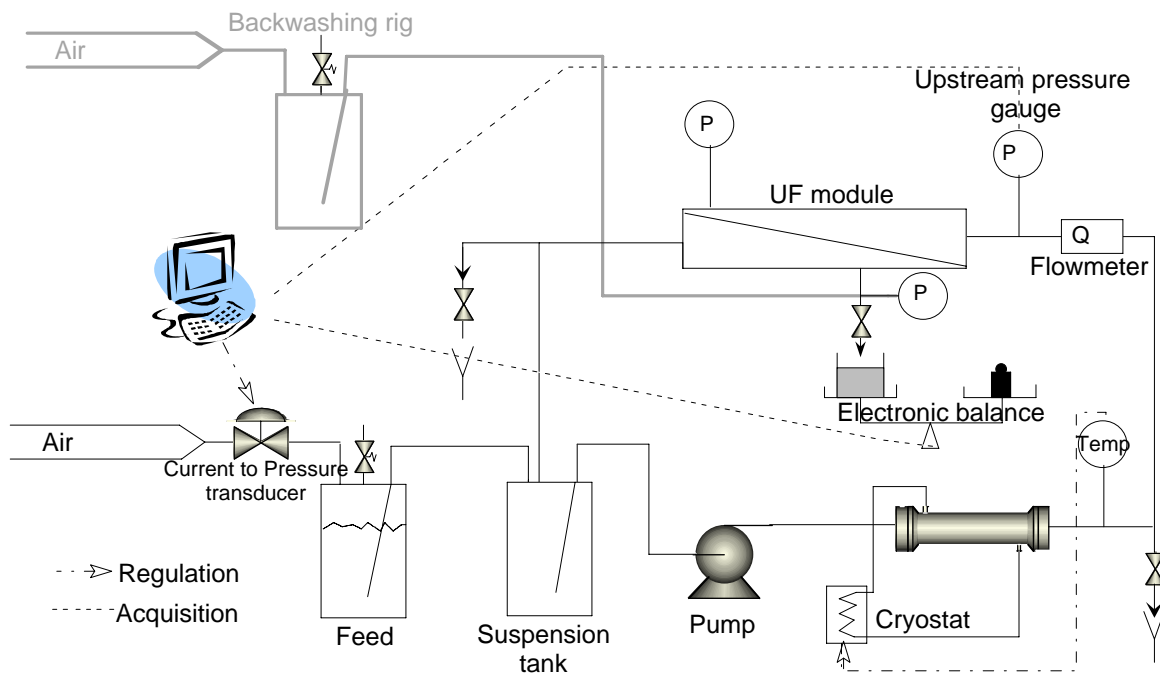 Backwashing rig
Air
Upstream pressure
gauge
P
P
UF module
Q
Flowmeter
P
Electronic balance
Air
Temp
Current to Pressure
transducer
Regulation
Acquisition
Feed
Suspension
tank
Pump
Cryostat